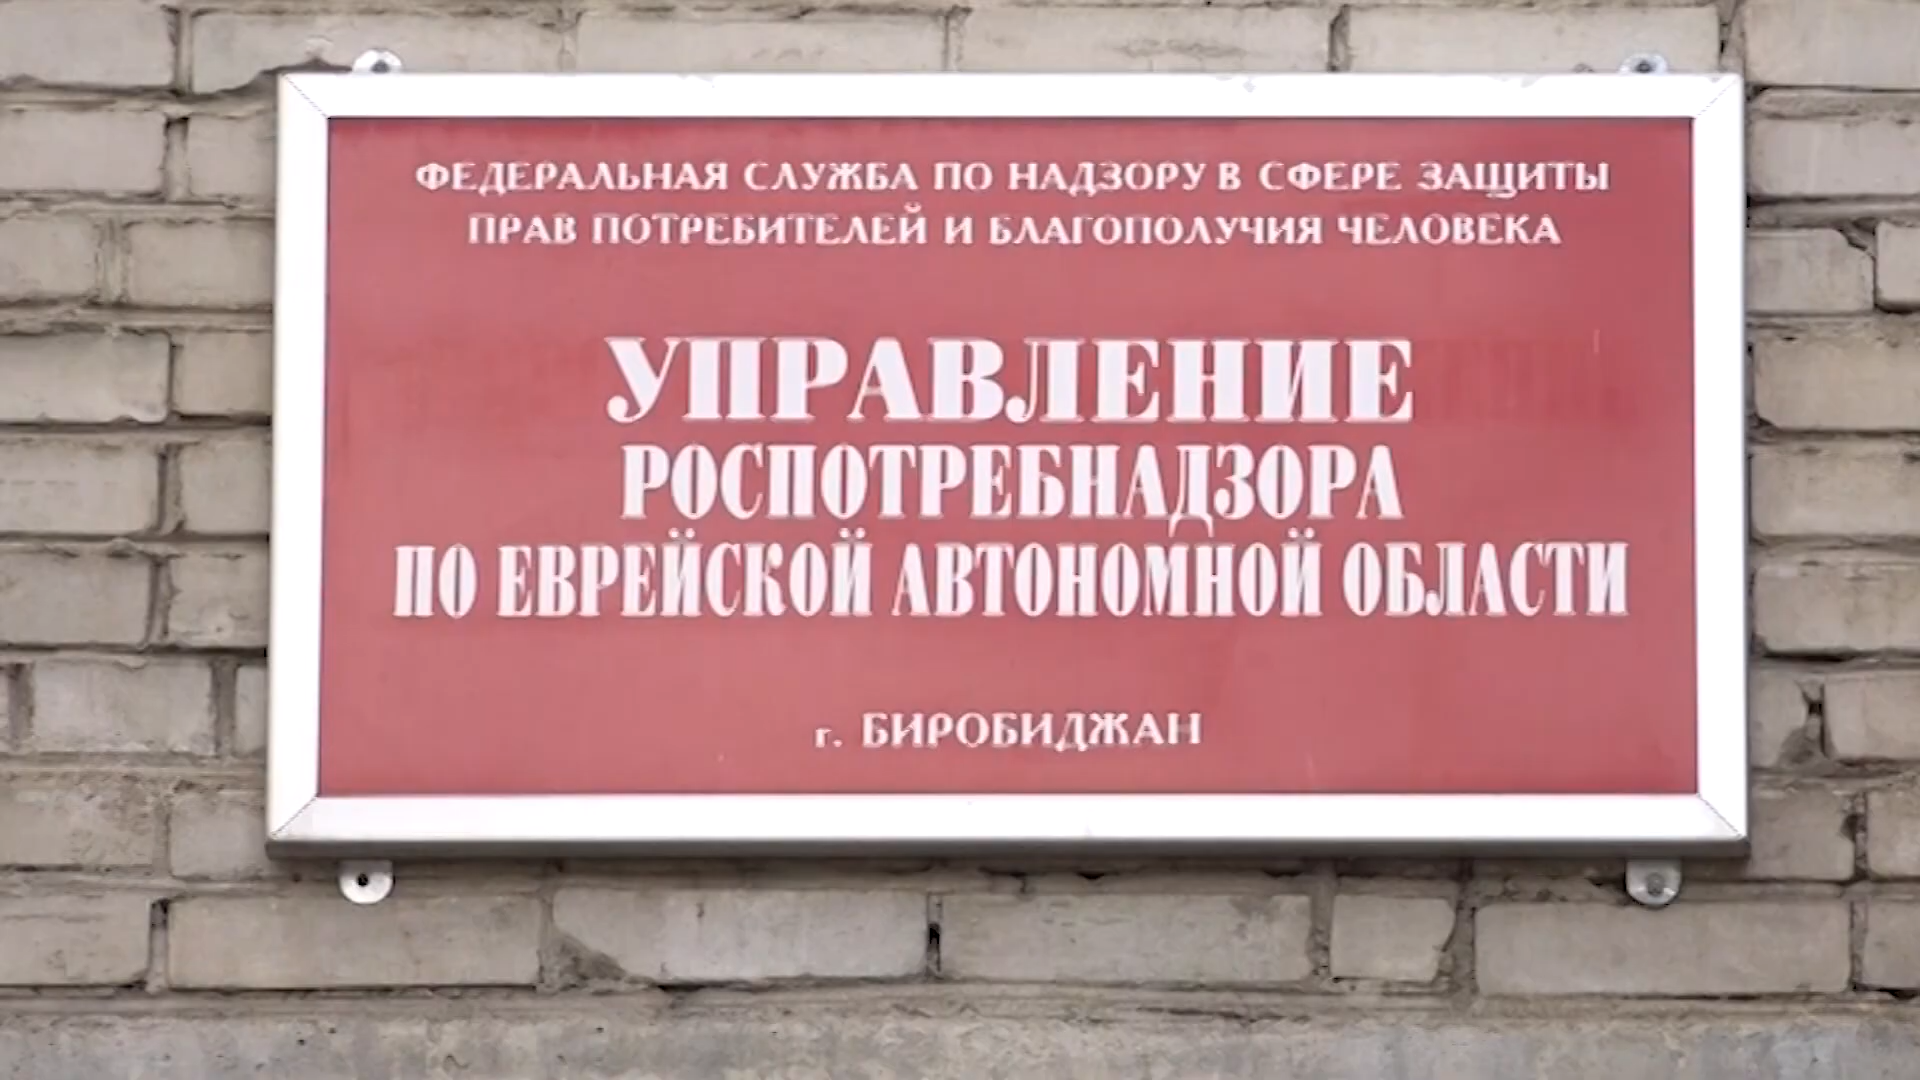 ФЕДЕРАЛЬНАЯ СЛУЖБА ПО НАДЗОРУ В СФЕРЕ ЗАЩИТЫ
ПРАВ ПОТРЕБИТЕЛЕЙ И БЛАГОПОЛУЧИЯ ЧЕЛОВЕКА
УПРАВЛЕНИЕ
РОСПОТРЕБНАДЗОРА
ПО ЕВРЕЙСКОЙ АВТОНОМНОЙ ОБЛАСТИ
г. БИРОБИДЖАН